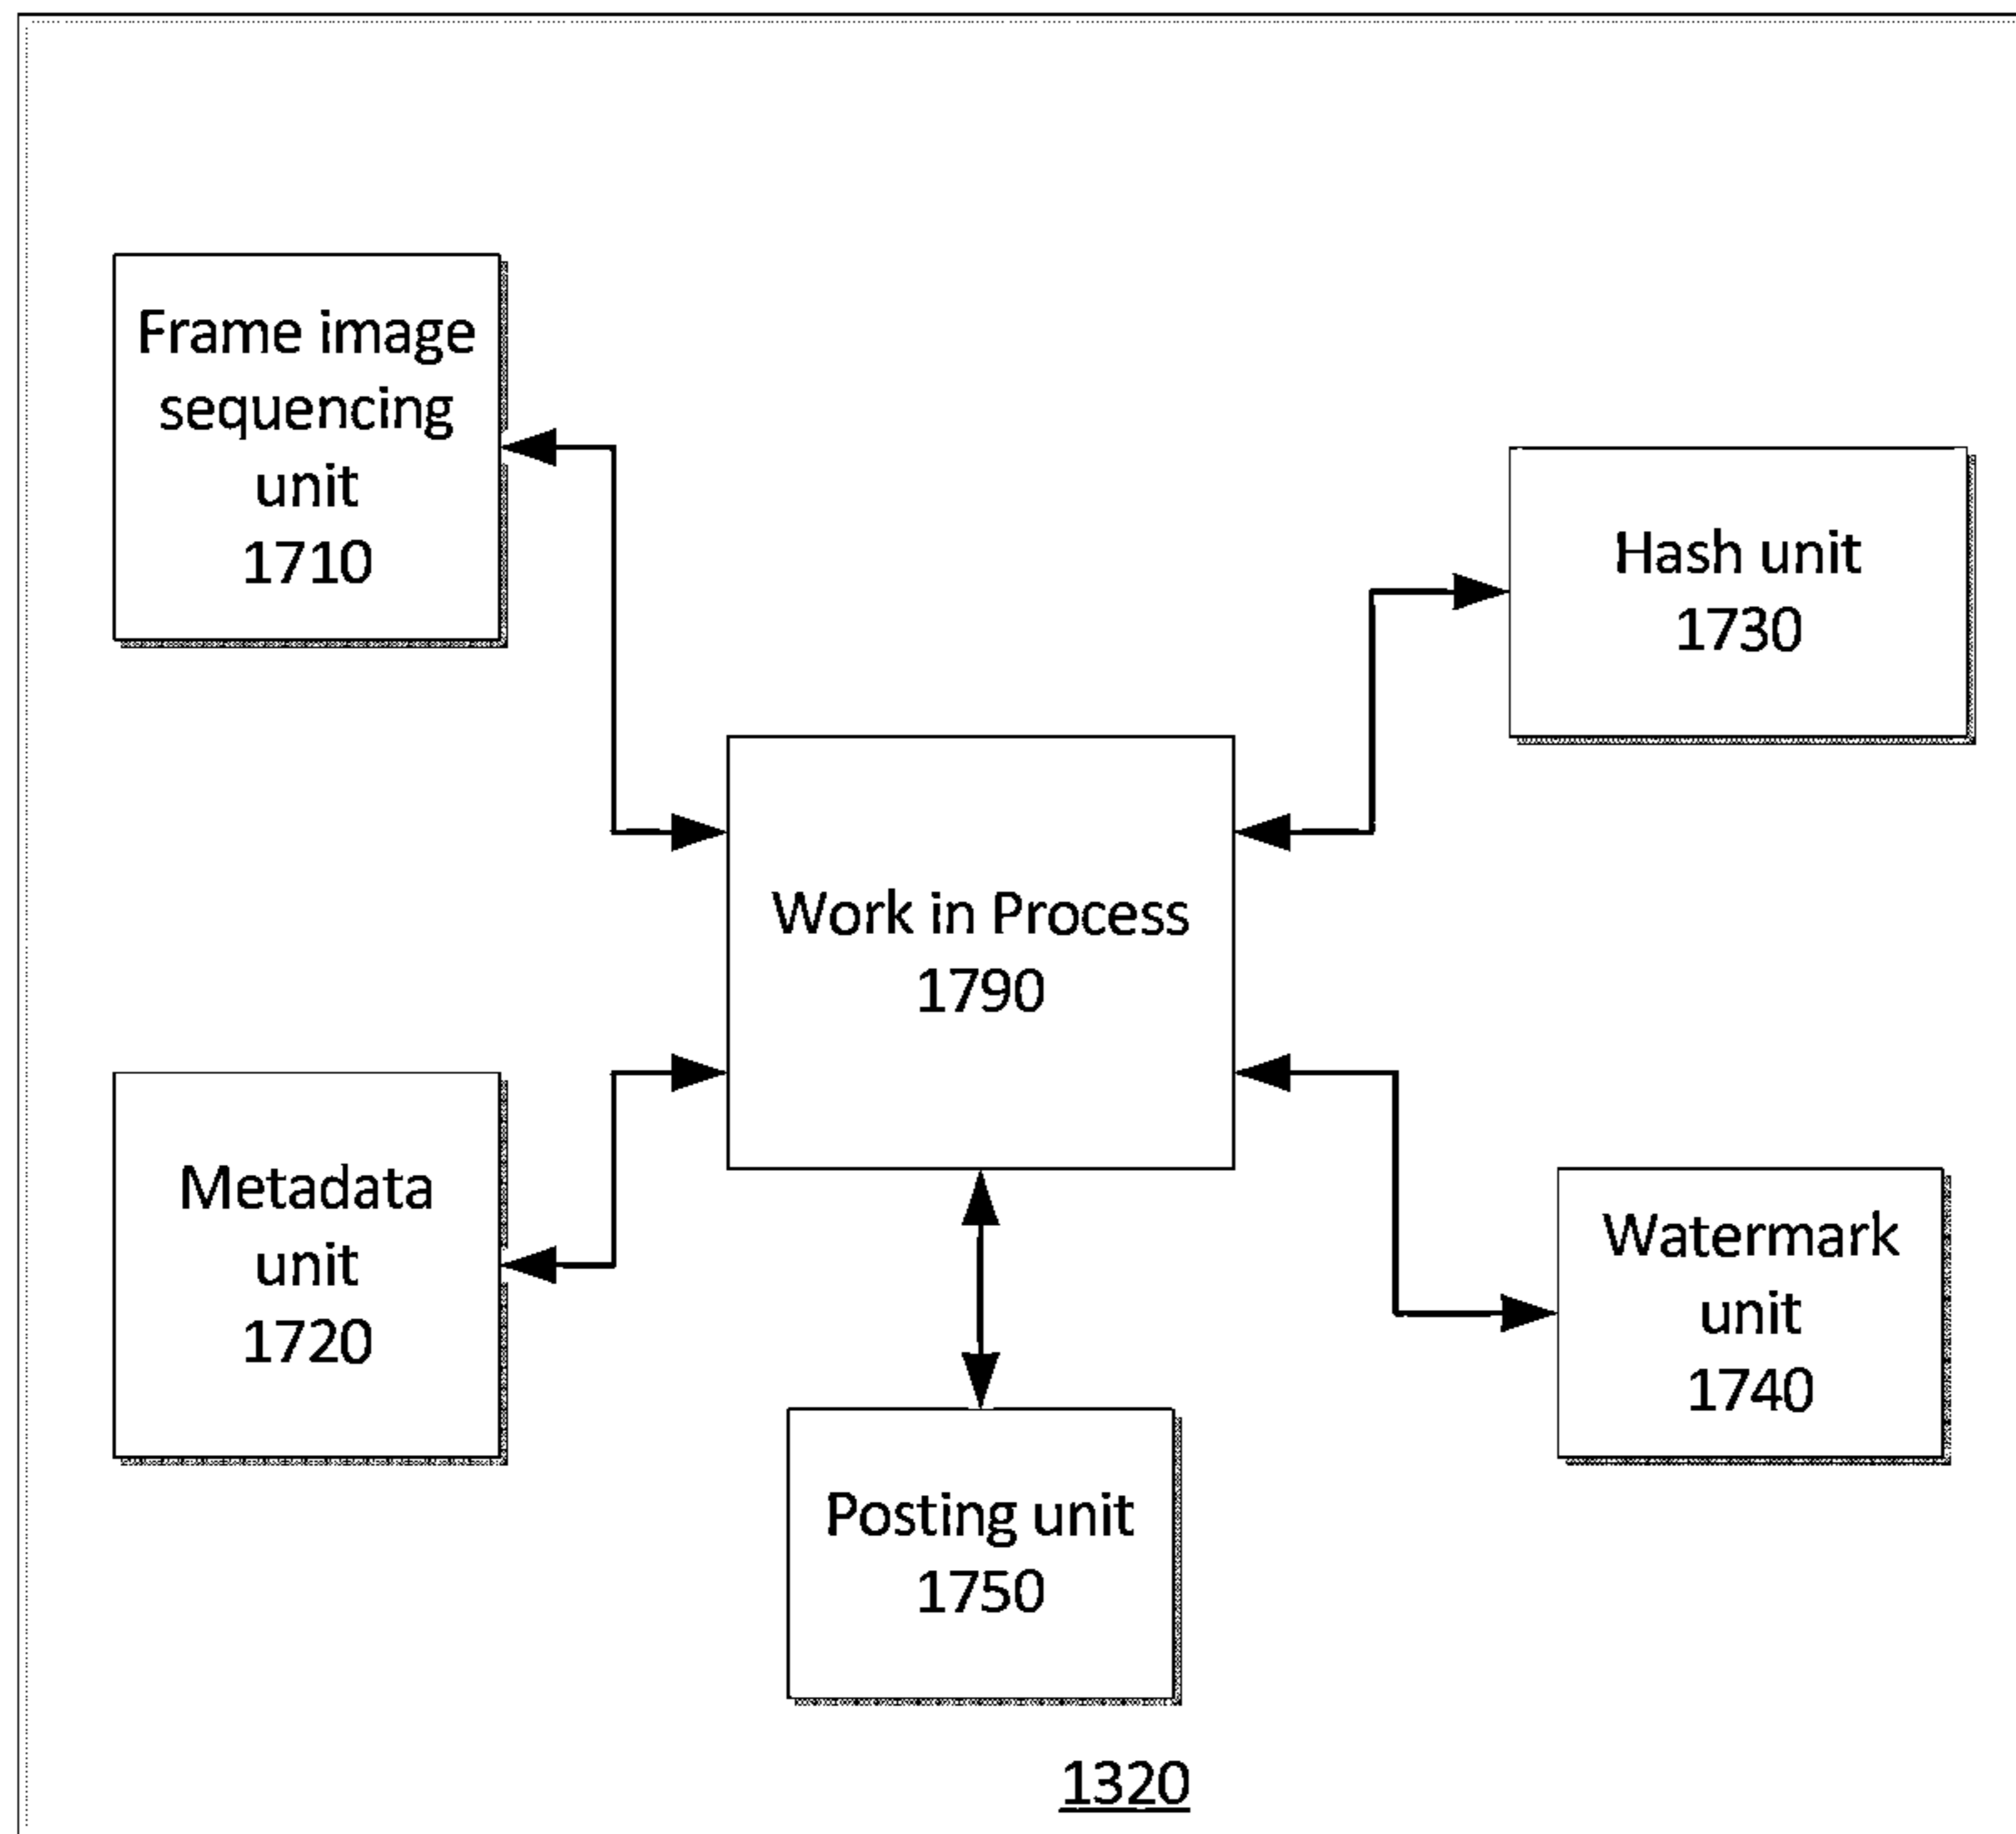 Frame image
sequencing
unit
1710
Hash unit
1730
Work in Process
1790
Metadata
unit
1720
Watermark
unit
1740
Posting unit
1750
1320